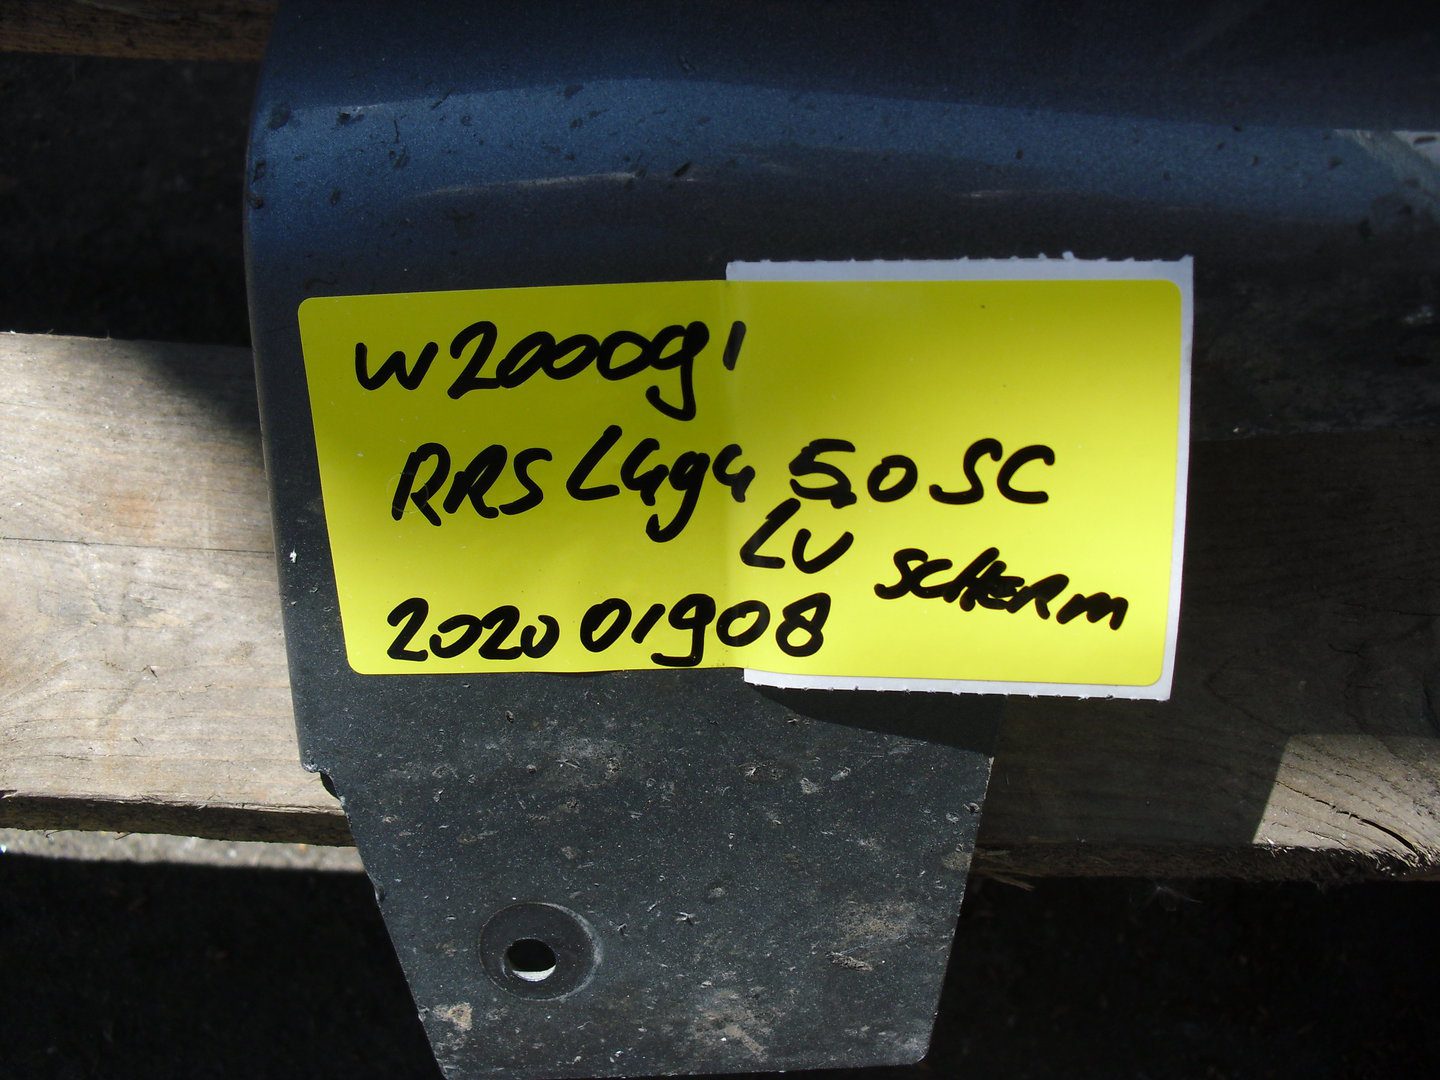 W200091
RRS L494 5.0 SC
LV SCHERM
202001908